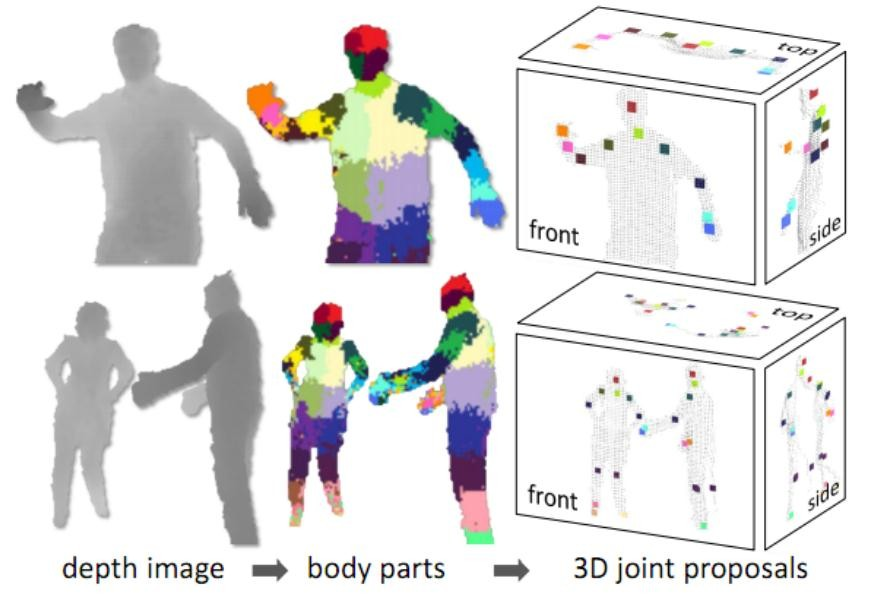 top
front
side
top
front
side
depth image
body parts
3D joint proposals